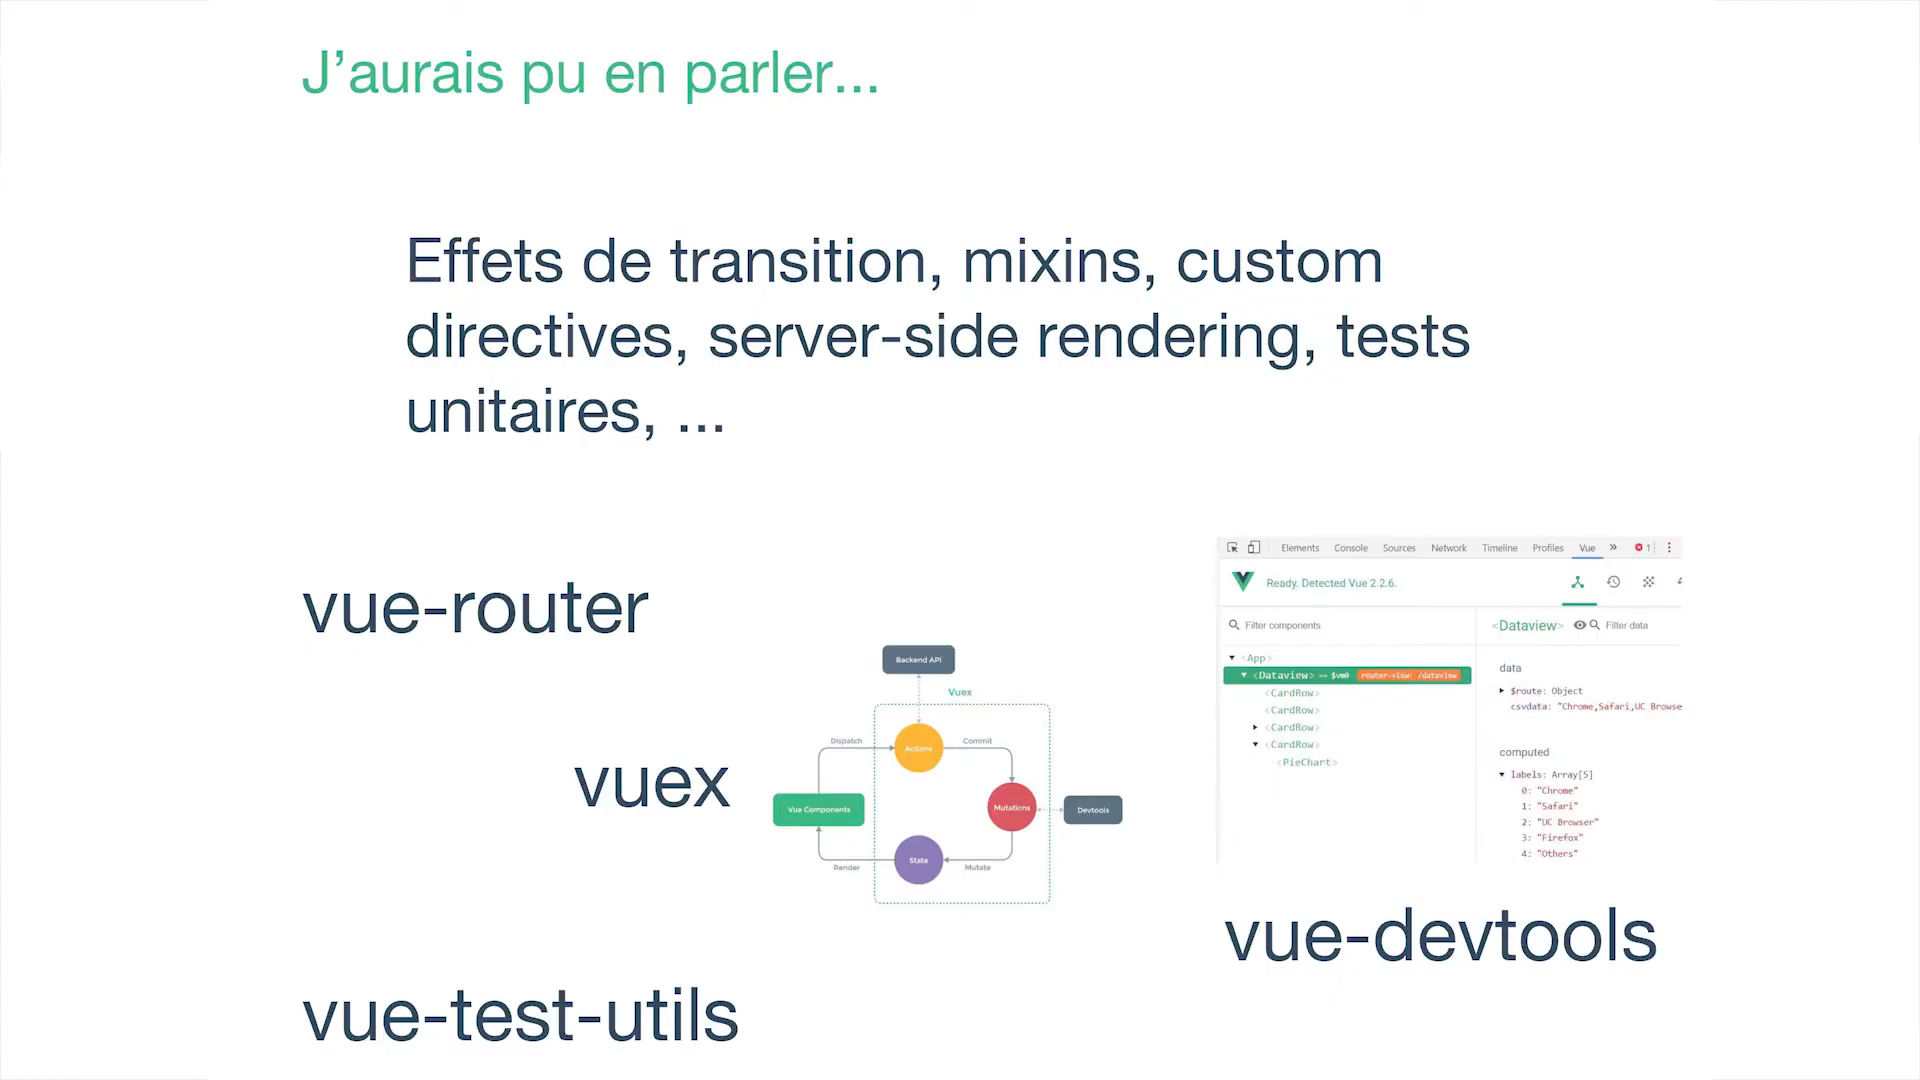 J’aurais pu en parler...
Effets de transition, mixins, custom
directives, server-side rendering, tests
unitaires, ...
vue-router
vuex
Backend API
Vuex
Dispatch
Actions
Commit
Vue Components
Mutations
Devtools
Render
State
Mutate
Elements Console Sources Network Timeline Profiles Vue » 1
Ready. Detected Vue 2.2.6.
Filter components
<App>
<Dataview> == $vm0 router-view: /dataview
<CardRow>
<CardRow>
<CardRow>
<CardRow>
<PieChart>
<Dataview> Filter data
data
$route: Object
csvdata: "Chrome,Safari,UC Browse
computed
labels: Array[5]
0: "Chrome"
1: "Safari"
2: "UC Browser"
3: "Firefox"
4: "Others"
vue-devtools
vue-test-utils